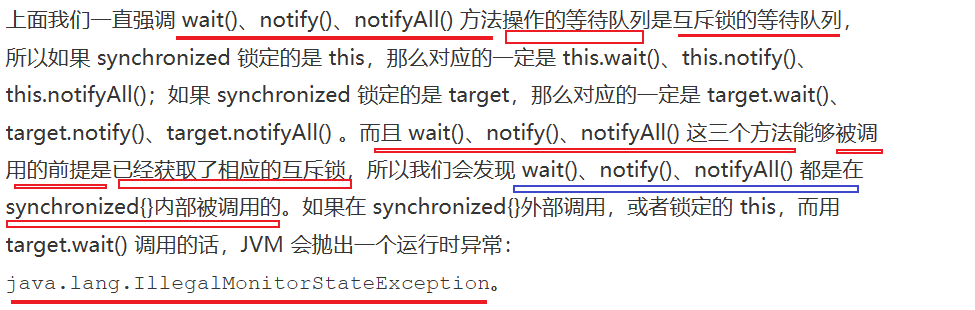 上面我们一直强调 wait()、notify()、notifyAll() 方法操作的等待队列是互斥锁的等待队列，
所以如果 synchronized 锁定的是 this，那么对应的一定是 this.wait()、this.notify()、
this.notifyAll()；如果 synchronized 锁定的是 target，那么对应的一定是 target.wait()、
target.notify()、target.notifyAll() 。而且 wait()、notify()、notifyAll() 这三个方法能够被调
用的前提是已经获取了相应的互斥锁，所以我们会发现 wait()、notify()、notifyAll() 都是在
synchronized{}内部被调用的。如果在 synchronized{}外部调用，或者锁定的 this，而用
target.wait() 调用的话，JVM 会抛出一个运行时异常：
java.lang.IllegalMonitorStateException。